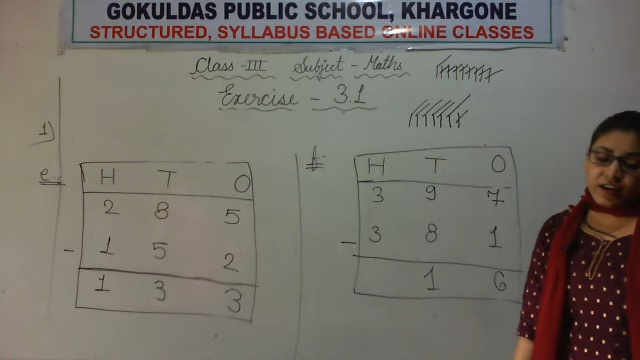 GOKULDAS PUBLIC SCHOOL, KHARGONE
STRUCTURED, SYLLABUS BASED ONLINE CLASSES
Class-III Subject - Maths
Exercise - 3.1
1)
e.
H T O
2 8 5
- 1 5 2
1 3 3
f.
H T O
3 9 7
- 3 8 1
1 6